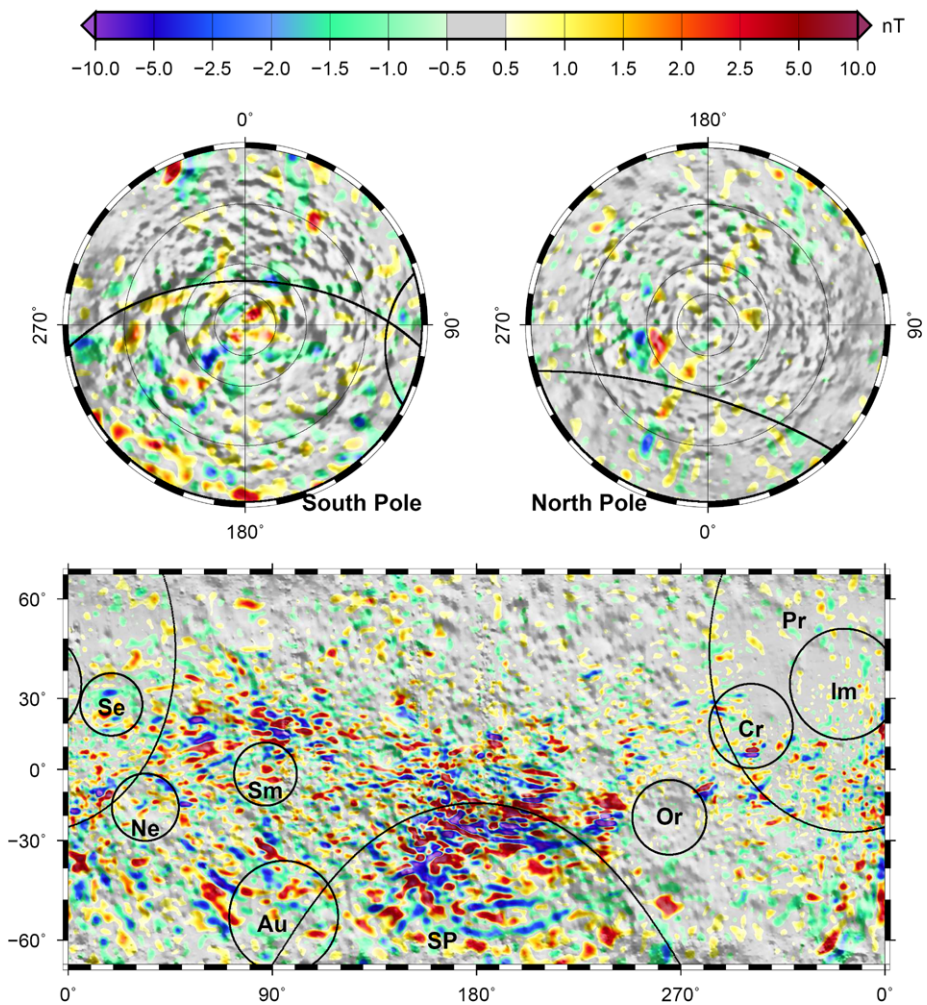 nT
−10.0 −5.0 −2.5 −2.0 −1.5 −1.0 −0.5 0.5 1.0 1.5 2.0 2.5 5.0 10.0
0° 180°
270° 90° 270° 90°
South Pole North Pole
180° 0°
60°
Pr
Im
30°
Se
Cr
0°
Sm
Or
Ne
−30°
Au
SP
−60°
0° 90° 180° 270° 0°